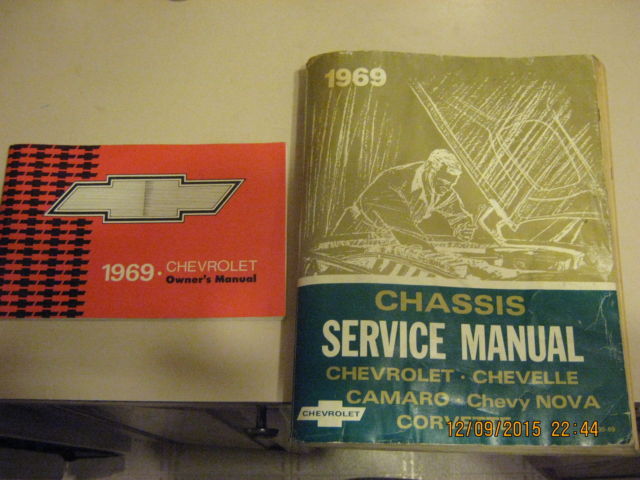 1969 • CHEVROLET
Owner's Manual
1969
CHASSIS
SERVICE MANUAL
CHEVROLET • CHEVELLE
CAMARO • Chevy NOVA
CORVETTE
CHEVROLET
12/09/2015 22:44